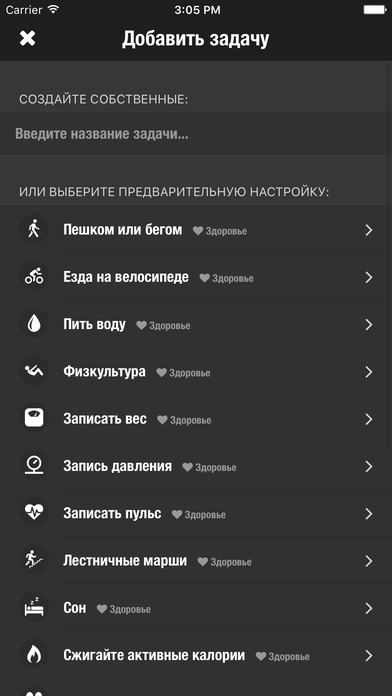 Carrier 3:05 PM
Добавить задачу
СОЗДАЙТЕ СОБСТВЕННЫЕ:
Введите название задачи...
ИЛИ ВЫБЕРИТЕ ПРЕДВАРИТЕЛЬНУЮ НАСТРОЙКУ:
Пешком или бегом Здоровье
Езда на велосипеде Здоровье
Пить воду Здоровье
Физкультура Здоровье
Записать вес Здоровье
Запись давления Здоровье
Записать пульс Здоровье
Лестничные марши Здоровье
Сон Здоровье
Сжигайте активные калории Здоровье